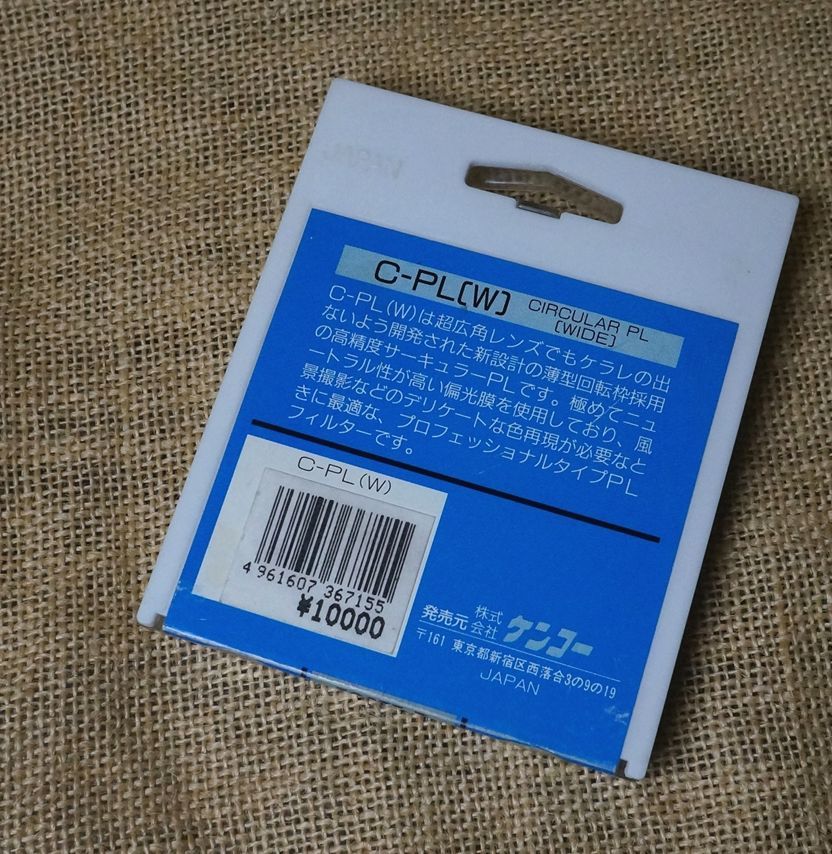 C-PL(W) CIRCULAR PL
(WIDE)
C-PL(W)は超広角レンズでもケラレの出
ないよう開発された新設計の薄型回転枠採用
の高精度サーキュラーPLです。極めてニュ
ートラル性が高い偏光膜を使用しており、風
景撮影などのデリケートな色再現が必要なと
きに最適な、プロフェッショナルタイプPL
フィルターです。
C-PL(W)
4 961607 367155
¥10000
発売元 株式会社 ケンコー
〒161 東京都新宿区西落合3の9の19
JAPAN